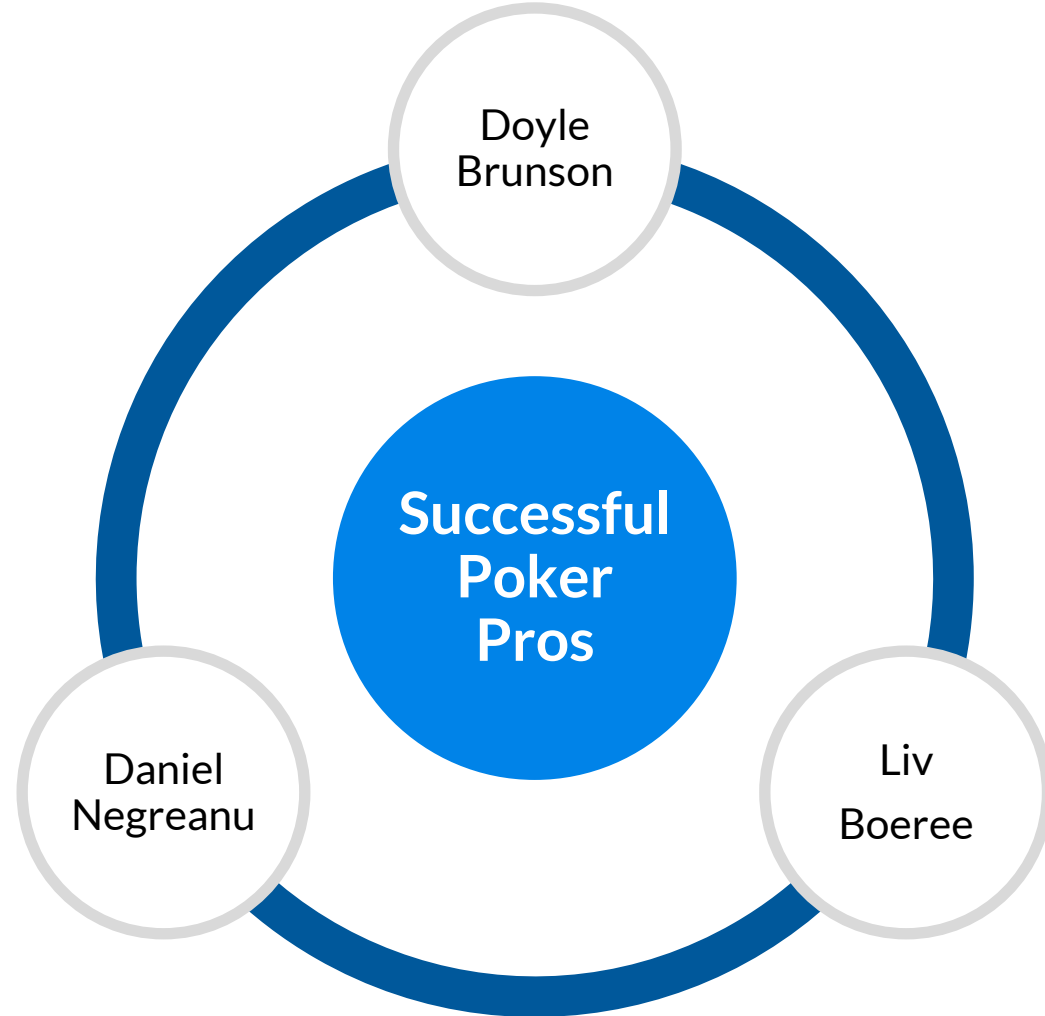 Doyle
Brunson
Successful
Poker
Pros
Daniel
Negreanu
Liv
Boeree